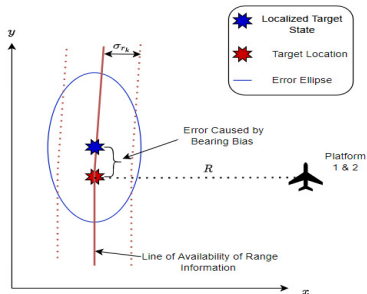 y
σ_{r_k}
Localized Target
State
Target Location
Error Ellipse
Error Caused by
Bearing Bias
Platform
1 & 2
R
Line of Availability of Range
Information
x